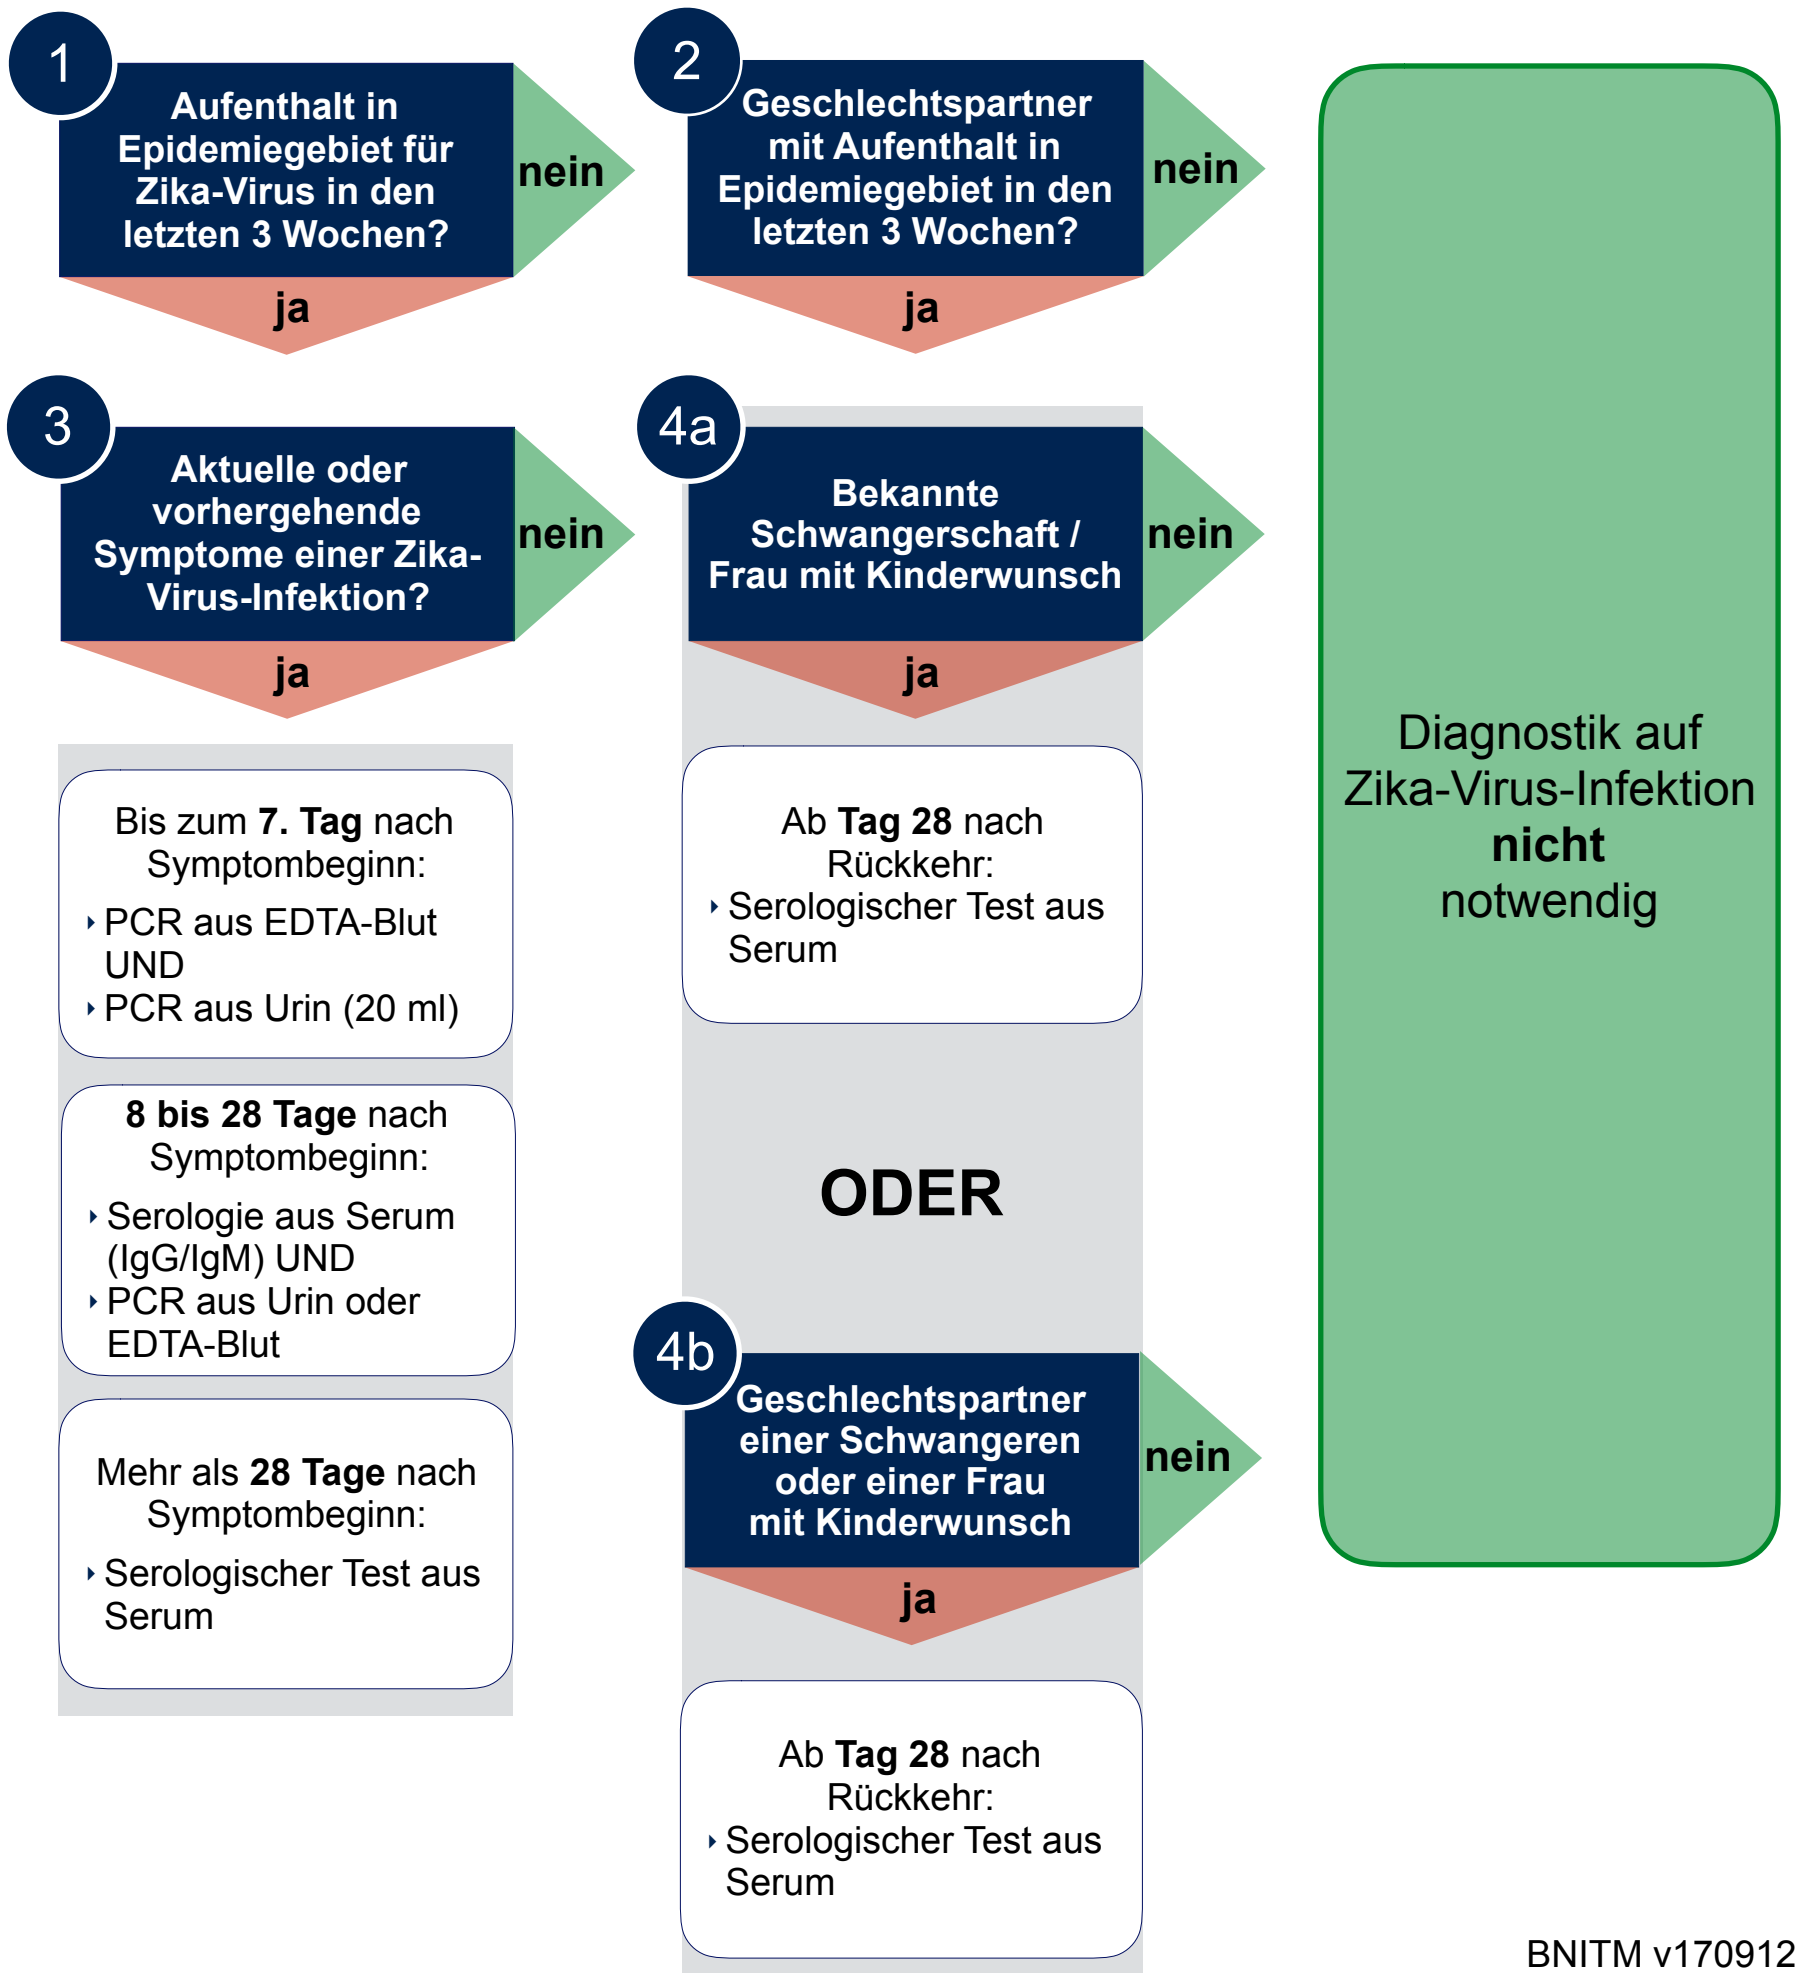 1
Aufenthalt in
Epidemiegebiet für
Zika-Virus in den
letzten 3 Wochen?
nein
ja
2
Geschlechtspartner
mit Aufenthalt in
Epidemiegebiet in den
letzten 3 Wochen?
nein
ja
3
Aktuelle oder
vorhergehende
Symptome einer Zika-
Virus-Infektion?
nein
ja
Bis zum 7. Tag nach
Symptombeginn:
‣ PCR aus EDTA-Blut
UND
‣ PCR aus Urin (20 ml)
8 bis 28 Tage nach
Symptombeginn:
‣ Serologie aus Serum
(IgG/IgM) UND
‣ PCR aus Urin oder
EDTA-Blut
Mehr als 28 Tage nach
Symptombeginn:
‣ Serologischer Test aus
Serum
4a
Bekannte
Schwangerschaft /
Frau mit Kinderwunsch
nein
ja
Ab Tag 28 nach
Rückkehr:
‣ Serologischer Test aus
Serum
ODER
4b
Geschlechtspartner
einer Schwangeren
oder einer Frau
mit Kinderwunsch
nein
ja
Ab Tag 28 nach
Rückkehr:
‣ Serologischer Test aus
Serum
Diagnostik auf
Zika-Virus-Infektion
nicht
notwendig
BNITM v170912